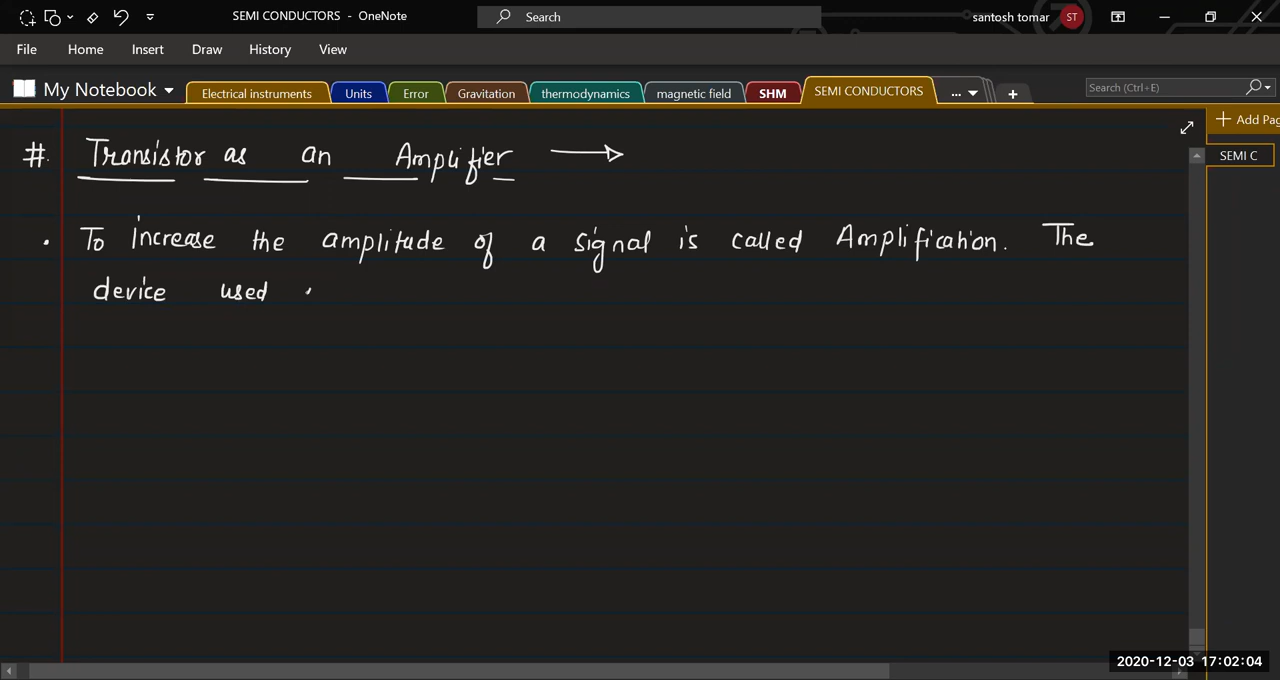 SEMI CONDUCTORS - OneNote
Search
santosh tomar
ST
File Home Insert Draw History View
My Notebook
Electrical instruments
Units
Error
Gravitation
thermodynamics
magnetic field
SHM
SEMI CONDUCTORS
...
+
Search (Ctrl+E)
+ Add Pag
SEMI C
#. Transistor as an Amplifier →
. To increase the amplitude of a signal is called Amplification. The
device used
2020-12-03 17:02:04